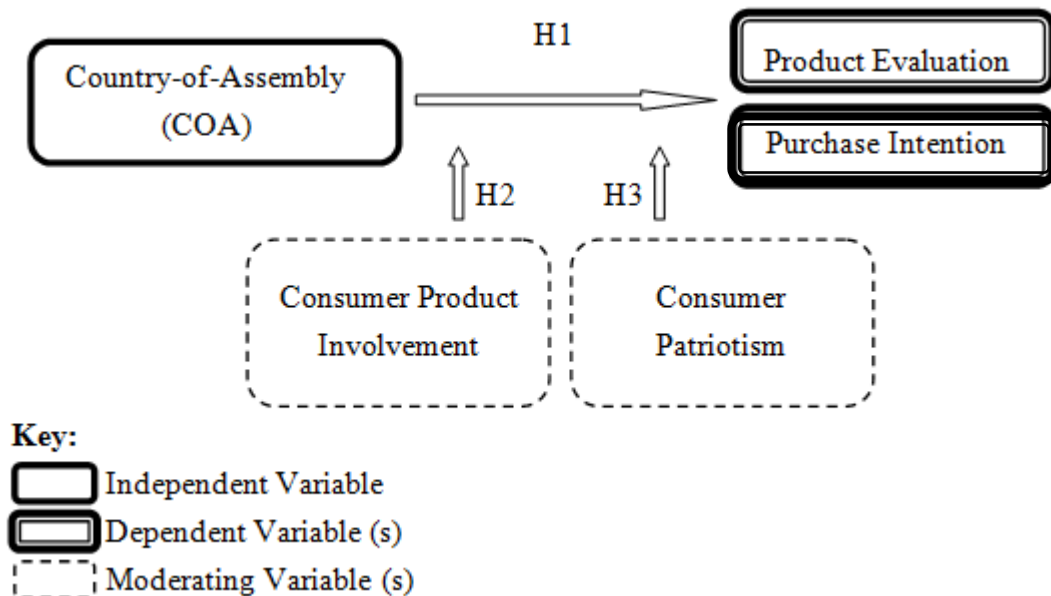 H1
Country-of-Assembly
(COA)
Product Evaluation
Purchase Intention
H2
H3
Consumer Product
Involvement
Consumer
Patriotism
Key:
Independent Variable
Dependent Variable (s)
Moderating Variable (s)